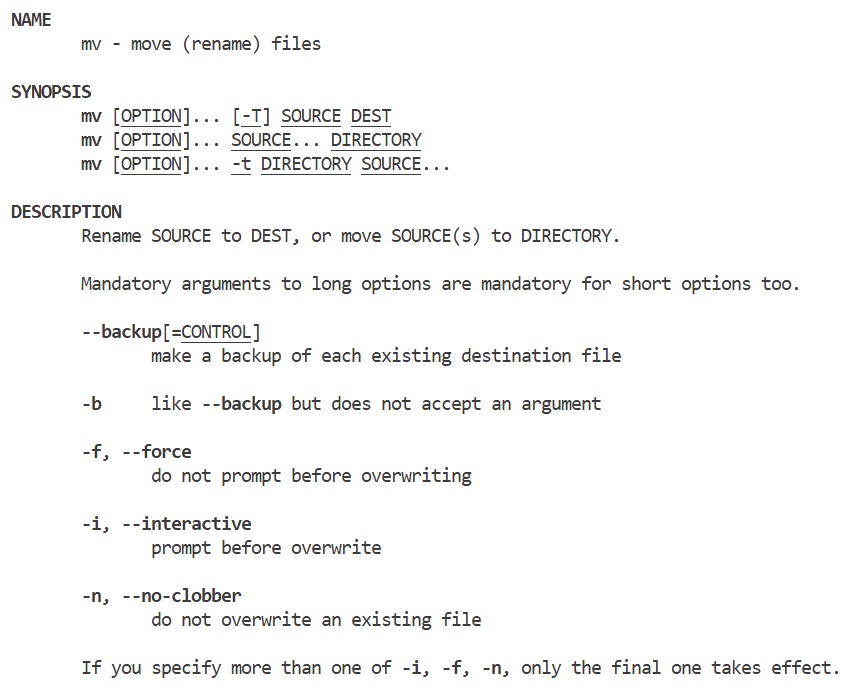 NAME
mv - move (rename) files
SYNOPSIS
mv [OPTION]... [-T] SOURCE DEST
mv [OPTION]... SOURCE... DIRECTORY
mv [OPTION]... -t DIRECTORY SOURCE...
DESCRIPTION
Rename SOURCE to DEST, or move SOURCE(s) to DIRECTORY.
Mandatory arguments to long options are mandatory for short options too.
--backup[=CONTROL]
make a backup of each existing destination file
-b     like --backup but does not accept an argument
-f, --force
do not prompt before overwriting
-i, --interactive
prompt before overwrite
-n, --no-clobber
do not overwrite an existing file
If you specify more than one of -i, -f, -n, only the final one takes effect.